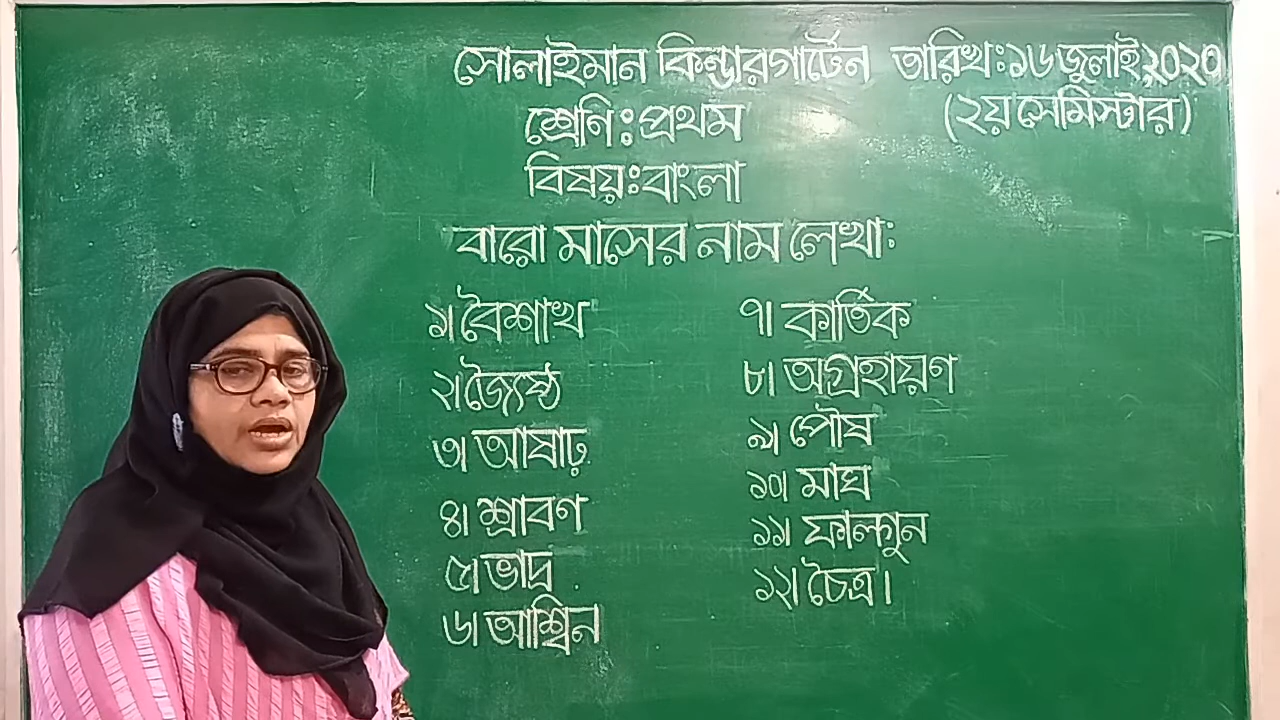 সোলাইমান কিন্ডারগার্টেন তারিখঃ১৬জুলাই,২০২০
শ্রেণিঃপ্রথম (২য়সেমিস্টার)
বিষয়ঃবাংলা
বারো মাসের নাম লেখাঃ
১। বৈশাখ
২। জ্যৈষ্ঠ
৩। আষাঢ়
৪। শ্রাবণ
৫। ভাদ্র
৬। আশ্বিন
৭। কার্তিক
৮। অগ্রহায়ণ
৯। পৌষ
১০। মাঘ
১১। ফাল্গুন
১২। চৈত্র।